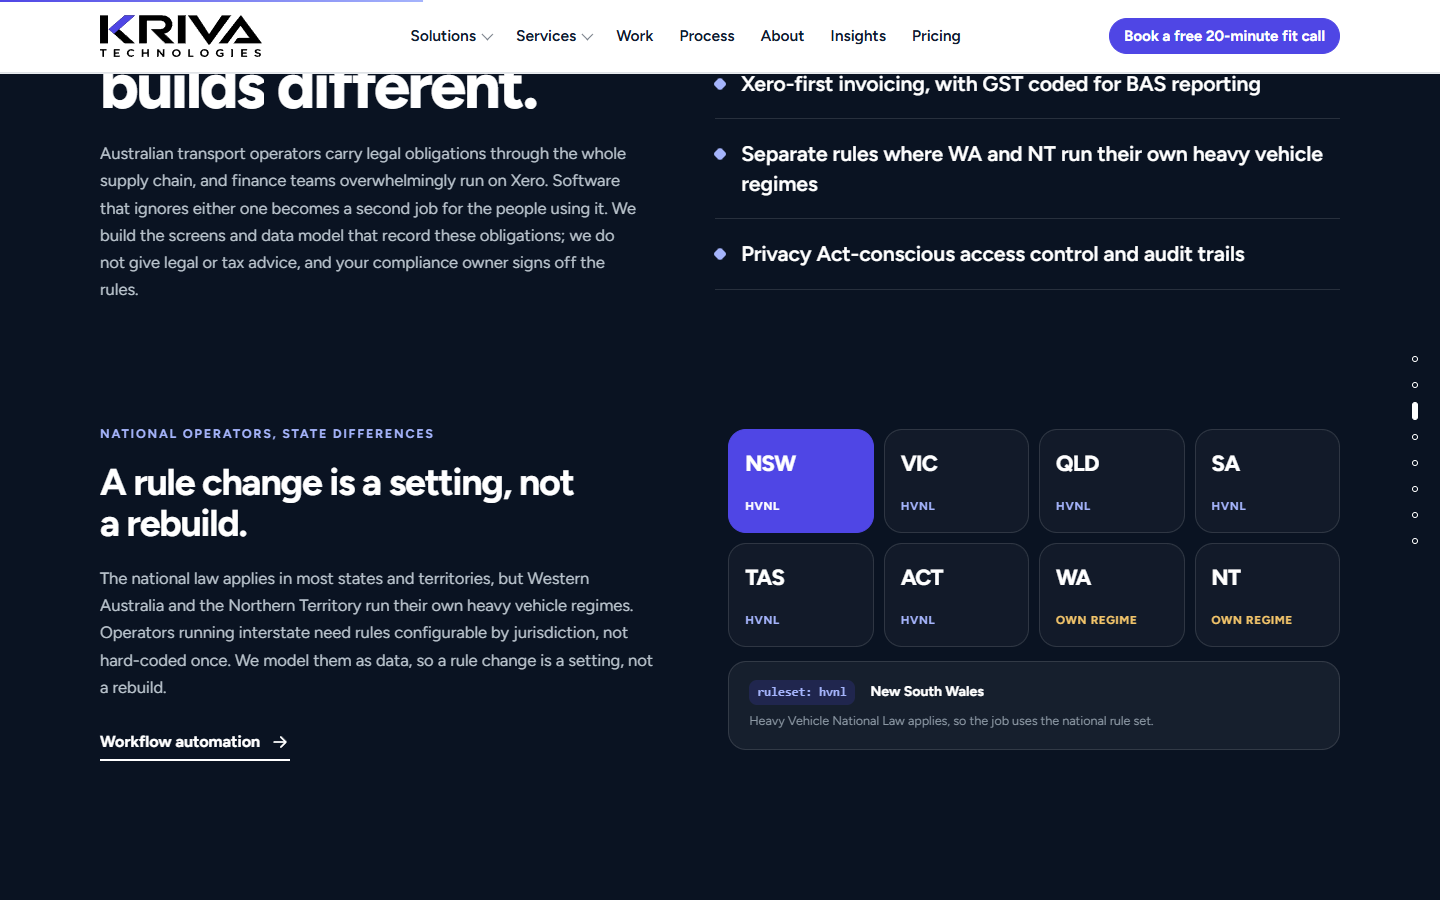 KRIVA
TECHNOLOGIES
Solutions
Services
Work
Process
About
Insights
Pricing
Book a free 20-minute fit call
builds different.
Australian transport operators carry legal obligations through the whole
supply chain, and finance teams overwhelmingly run on Xero. Software
that ignores either one becomes a second job for the people using it. We
build the screens and data model that record these obligations; we do
not give legal or tax advice, and your compliance owner signs off the
rules.
Xero-first invoicing, with GST coded for BAS reporting
Separate rules where WA and NT run their own heavy vehicle
regimes
Privacy Act-conscious access control and audit trails
NATIONAL OPERATORS, STATE DIFFERENCES
A rule change is a setting, not
a rebuild.
The national law applies in most states and territories, but Western
Australia and the Northern Territory run their own heavy vehicle regimes.
Operators running interstate need rules configurable by jurisdiction, not
hard-coded once. We model them as data, so a rule change is a setting, not
a rebuild.
Workflow automation
NSW
HVNL
VIC
HVNL
QLD
HVNL
SA
HVNL
TAS
HVNL
ACT
HVNL
WA
OWN REGIME
NT
OWN REGIME
ruleset: hvnl
New South Wales
Heavy Vehicle National Law applies, so the job uses the national rule set.